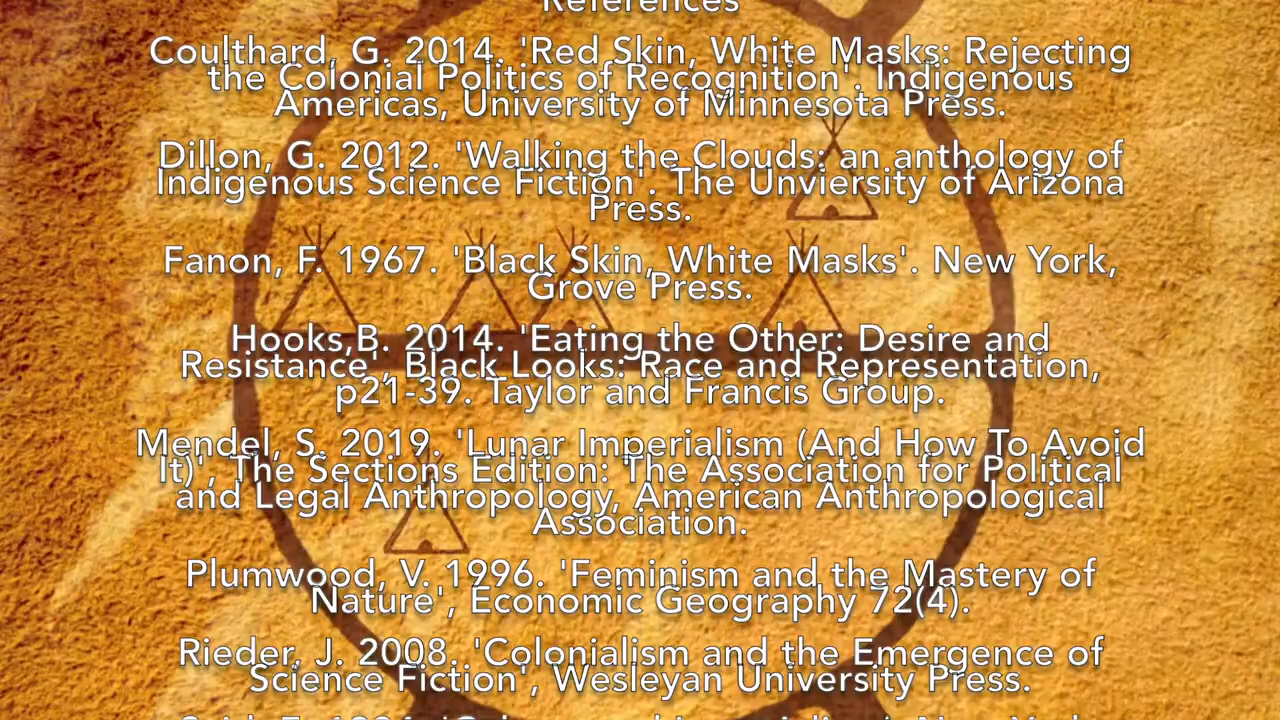 References
Coulthard, G. 2014. 'Red Skin, White Masks: Rejecting
the Colonial Politics of Recognition'. Indigenous
Americas, University of Minnesota Press.
Dillon, G. 2012. 'Walking the Clouds: an anthology of
Indigenous Science Fiction'. The Unviersity of Arizona
Press.
Fanon, F. 1967. 'Black Skin, White Masks'. New York,
Grove Press.
Hooks,B. 2014. 'Eating the Other: Desire and
Resistance', Black Looks: Race and Representation,
p21-39. Taylor and Francis Group.
Mendel, S. 2019. 'Lunar Imperialism (And How To Avoid
It)', The Sections Edition: The Association for Political
and Legal Anthropology, American Anthropological
Association.
Plumwood, V. 1996. 'Feminism and the Mastery of
Nature', Economic Geography 72(4).
Rieder, J. 2008. 'Colonialism and the Emergence of
Science Fiction', Wesleyan University Press.